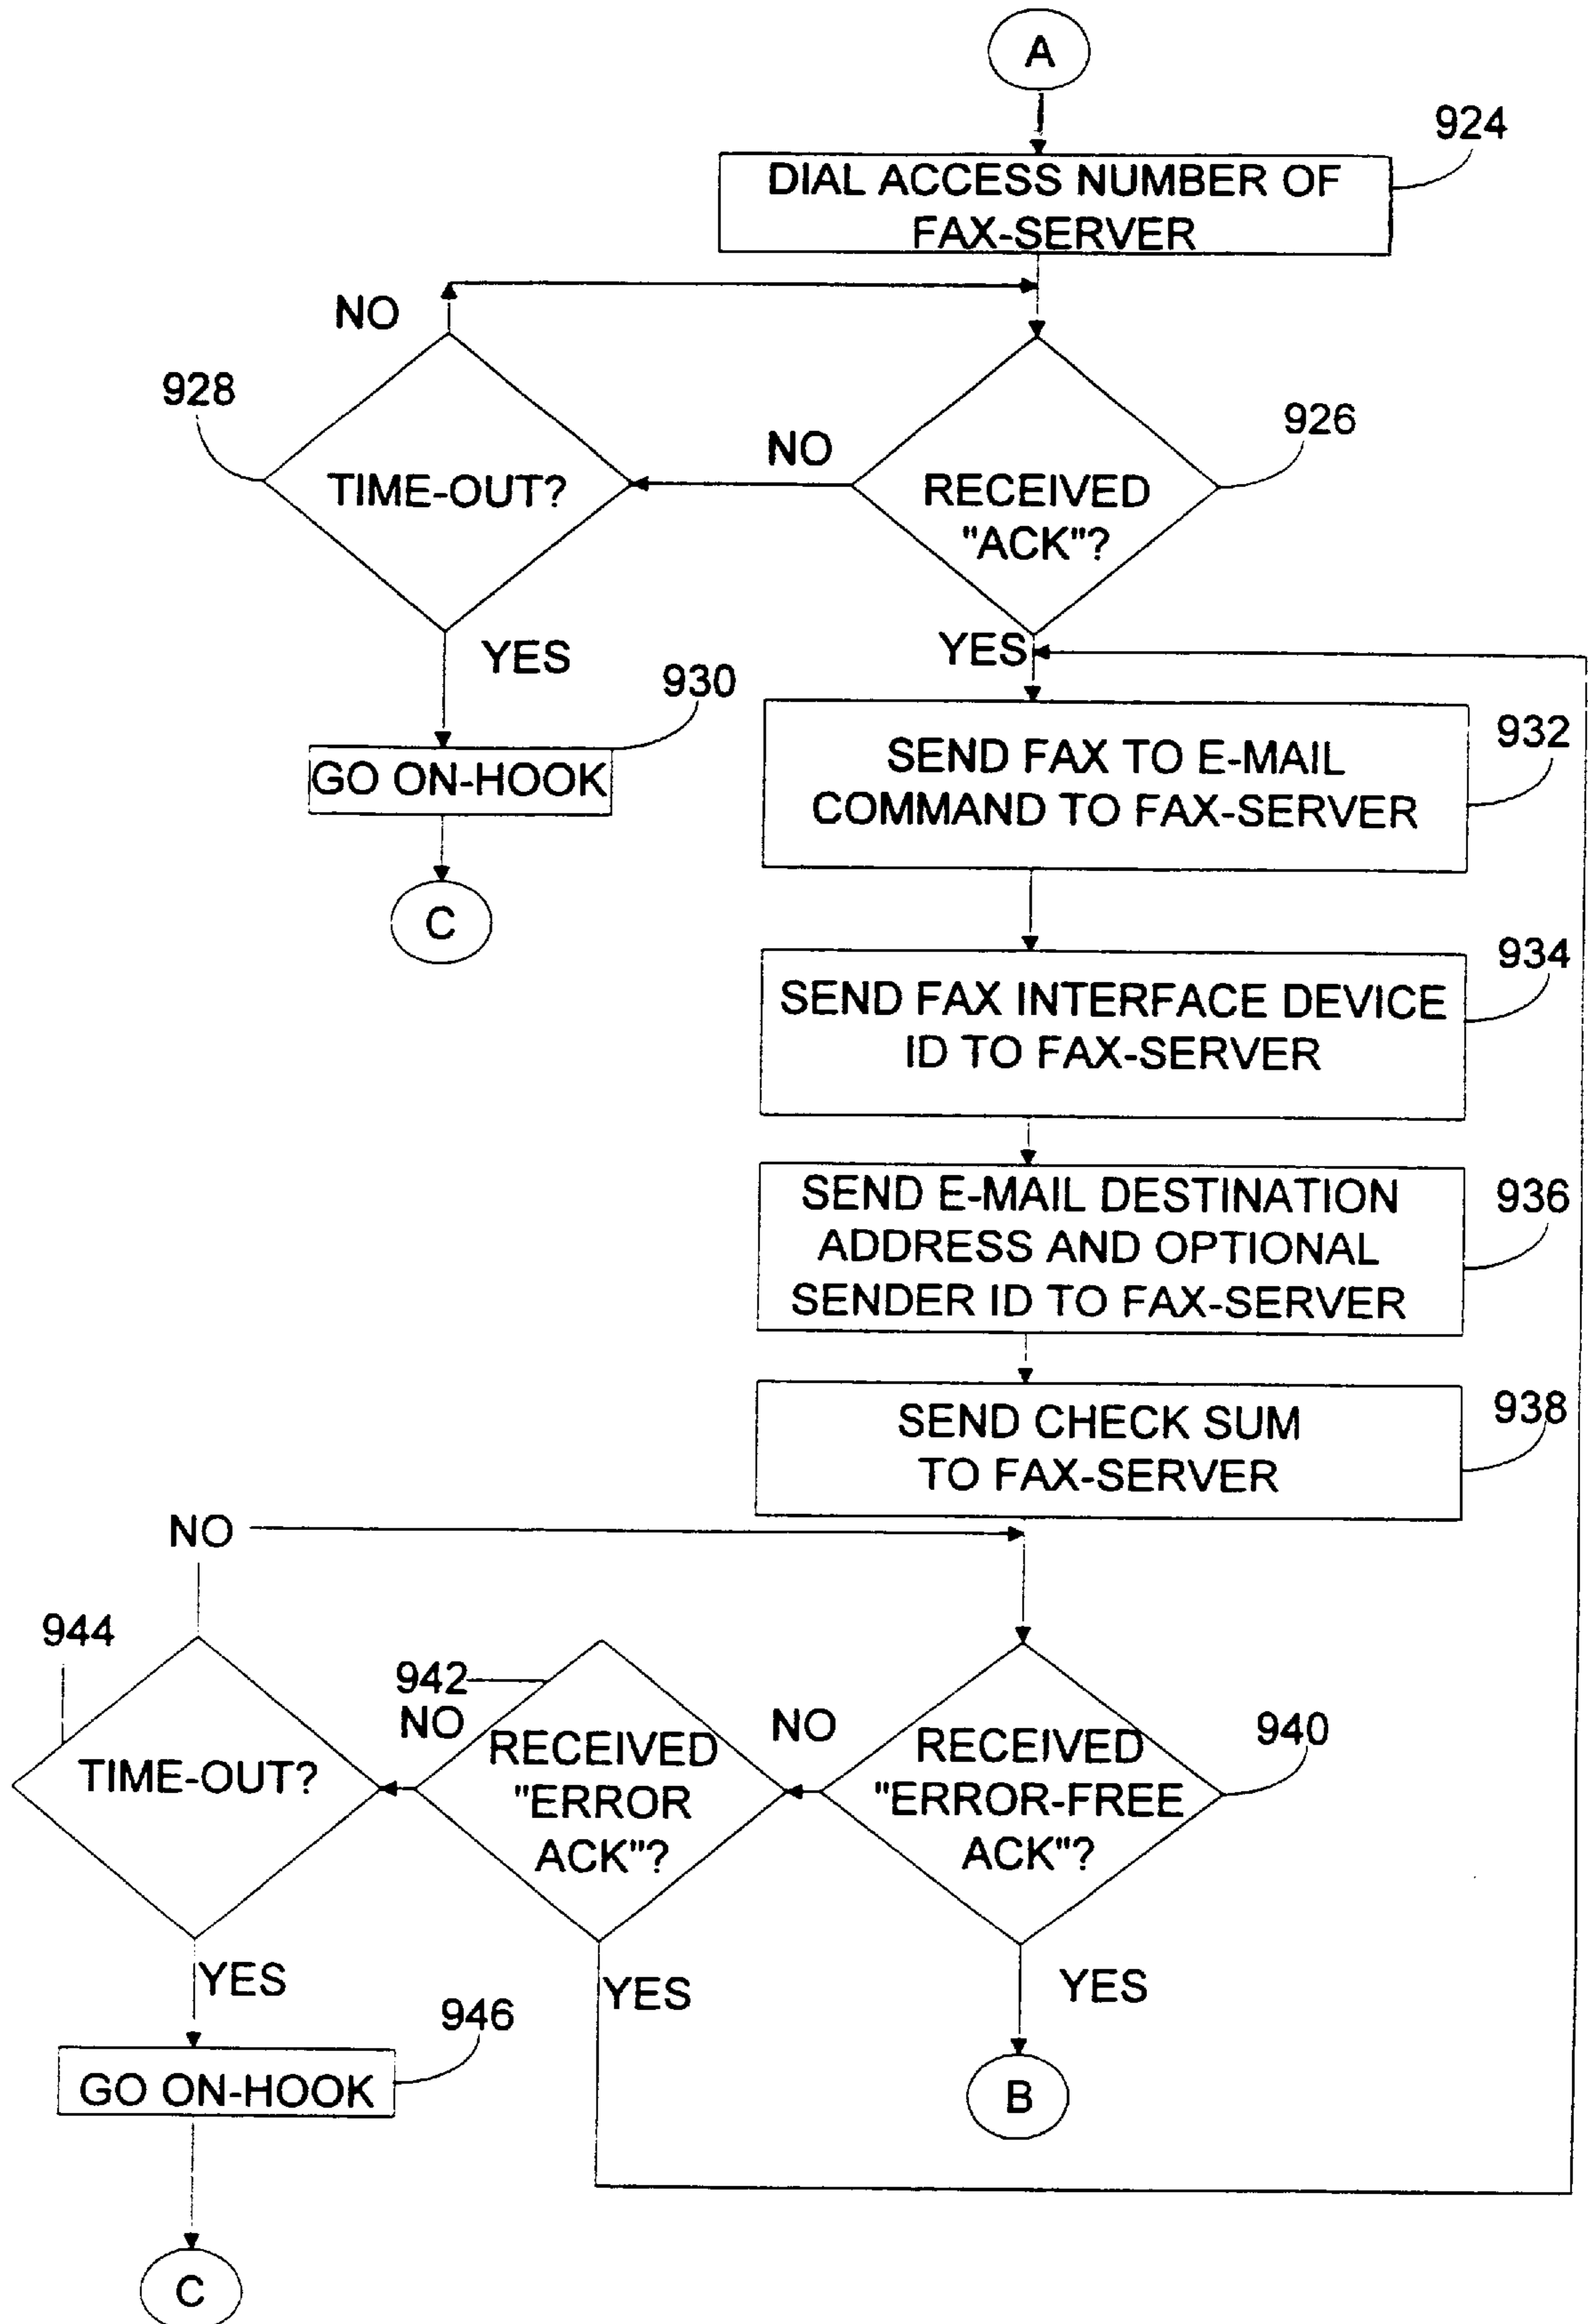 A
924
DIAL ACCESS NUMBER OF
FAX-SERVER
NO
928
926
NO
TIME-OUT?
RECEIVED
"ACK"?
YES
YES
930
GO ON-HOOK
932
SEND FAX TO E-MAIL
COMMAND TO FAX-SERVER
C
934
SEND FAX INTERFACE DEVICE
ID TO FAX-SERVER
936
SEND E-MAIL DESTINATION
ADDRESS AND OPTIONAL
SENDER ID TO FAX-SERVER
938
SEND CHECK SUM
TO FAX-SERVER
NO
944
942
NO
NO
940
TIME-OUT?
RECEIVED
"ERROR
ACK"?
RECEIVED
"ERROR-FREE
ACK"?
YES
YES
YES
946
GO ON-HOOK
B
C